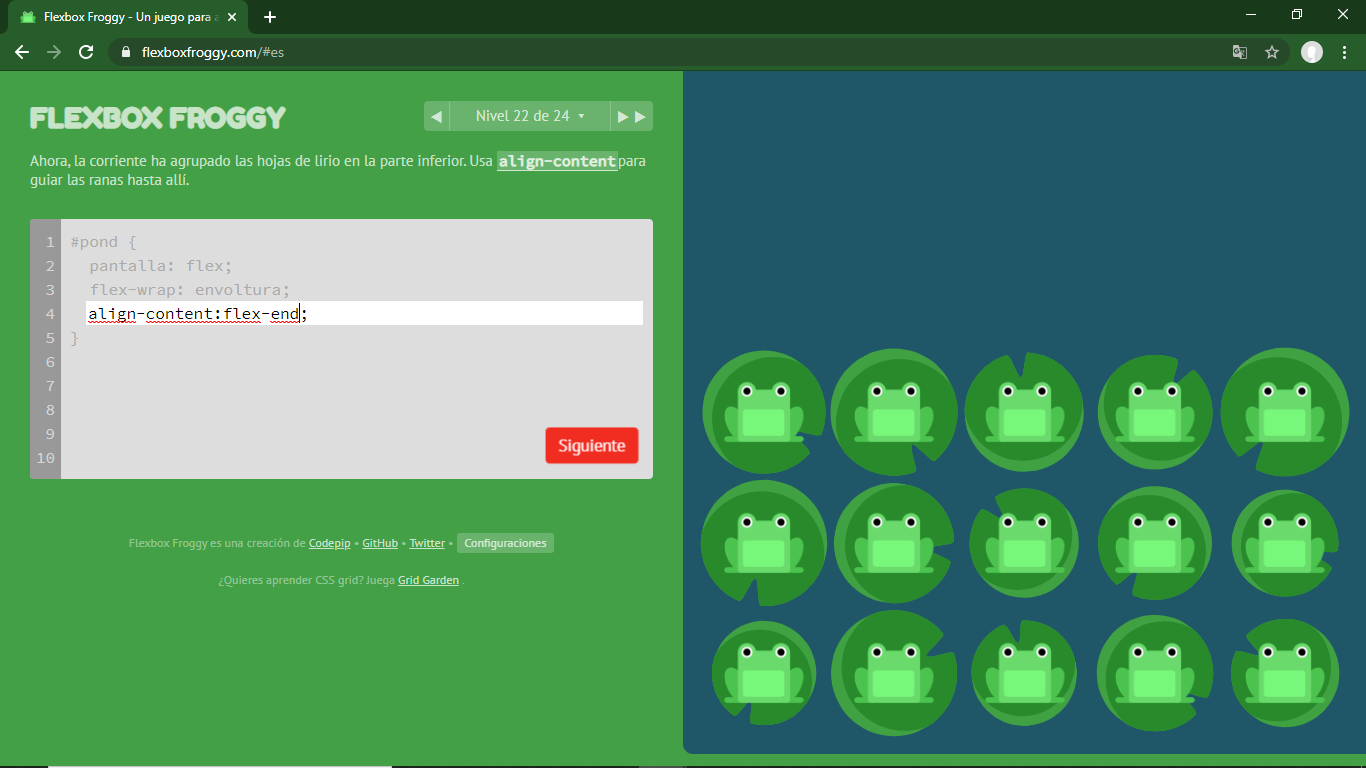 Flexbox Froggy - Un juego para a
flexboxfroggy.com/#es
FLEXBOX FROGGY
Nivel 22 de 24
Ahora, la corriente ha agrupado las hojas de lirio en la parte inferior. Usa align-content para
guiar las ranas hasta allí.
1 #pond {
2 pantalla: flex;
3 flex-wrap: envoltura;
4 align-content:flex-end;
5 }
6
7
8
9
10
Siguiente
Flexbox Froggy es una creación de Codepip • GitHub • Twitter • Configuraciones
¿Quieres aprender CSS grid? Juega Grid Garden .